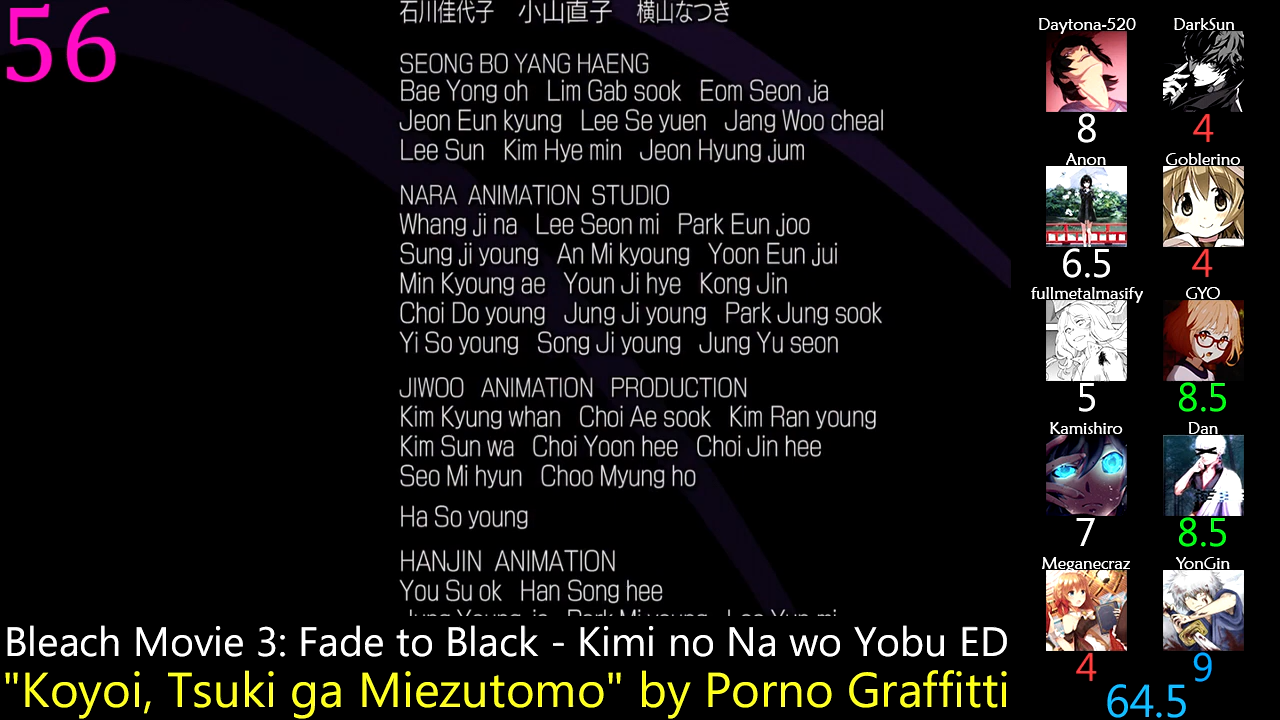 56
石川佳代子 小山直子 横山なつき
SEONG BO YANG HAENG
Bae Yong oh Lim Gab sook Eom Seon ja
Jeon Eun kyung Lee Se yuen Jang Woo cheal
Lee Sun Kim Hye min Jeon Hyung jum
NARA ANIMATION STUDIO
Whang ji na Lee Seon mi Park Eun joo
Sung ji young An Mi kyoung Yoon Eun jui
Min Kyoung ae Youn Ji hye Kong Jin
Choi Do young Jung Ji young Park Jung sook
Yi So young Song Ji young Jung Yu seon
JIWOO ANIMATION PRODUCTION
Kim Kyung whan Choi Ae sook Kim Ran young
Kim Sun wa Choi Yoon hee Choi Jin hee
Seo Mi hyun Choo Myung ho
Ha So young
HANJIN ANIMATION
You Su ok Han Song hee
Bleach Movie 3: Fade to Black - Kimi no Na wo Yobu ED
"Koyoi, Tsuki ga Miezutomo" by Porno Graffitti
Daytona-520 DarkSun
8 4
Anon Goblerino
6.5 4
fullmetalmasify GYO
5 8.5
Kamishiro Dan
7 8.5
Meganecraz YonGin
4 9
64.5